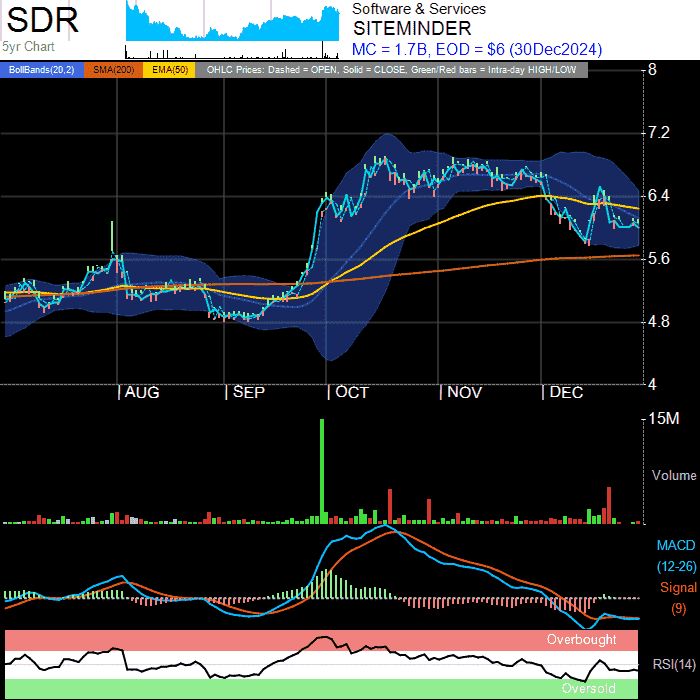 SDR
5yr Chart
Software & Services
SITEMINDER
MC = 1.7B, EOD = $6 (30Dec2024)
BollBands(20,2) SMA(200) EMA(50) OHLC Prices: Dashed = OPEN, Solid = CLOSE, Green/Red bars = Intra-day HIGH/LOW
8
7.2
6.4
5.6
4.8
4
AUG SEP OCT NOV DEC
15M
Volume
MACD
(12-26)
Signal
(9)
Overbought
RSI(14)
Oversold